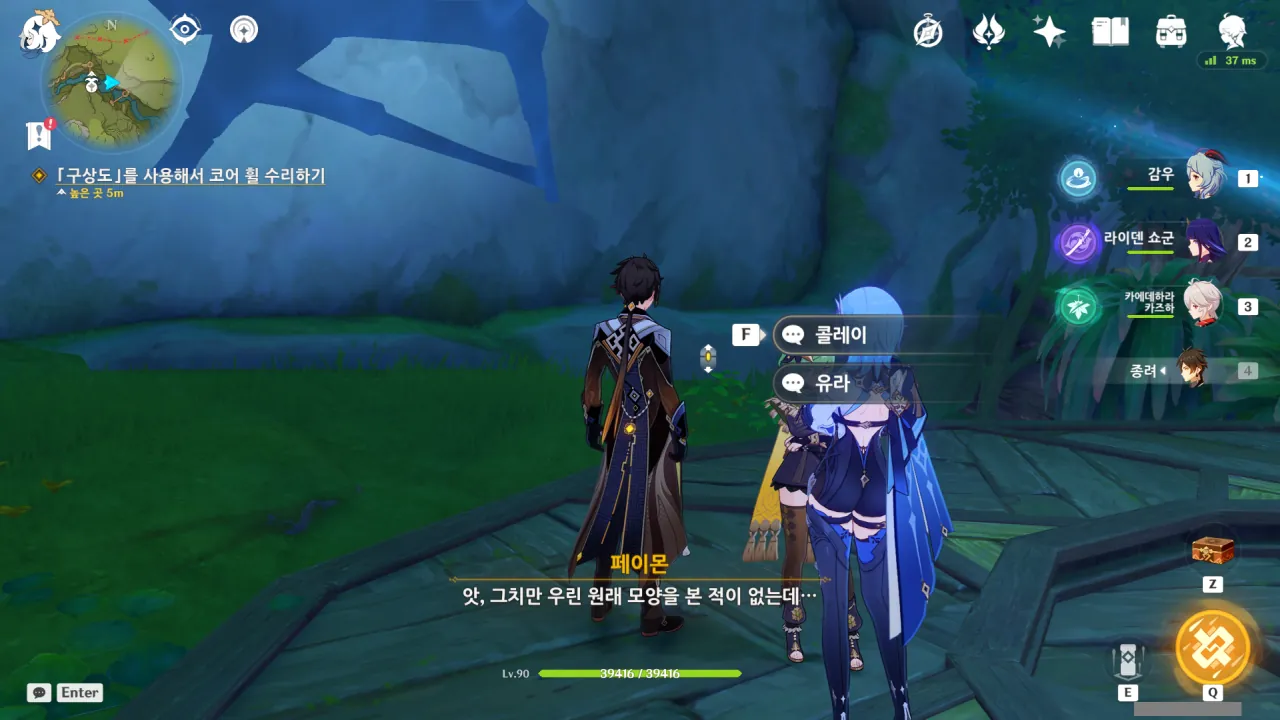 N
37 ms
「구상도」를 사용해서 코어 휠 수리하기
높은 곳 5m
감우
1
라이덴 쇼군
2
카에데하라
카즈하
3
종려
4
F
콜레이
유라
페이몬
앗, 그치만 우린 원래 모양을 본 적이 없는데…
Z
Lv.90
39416 / 39416
Enter
E
Q